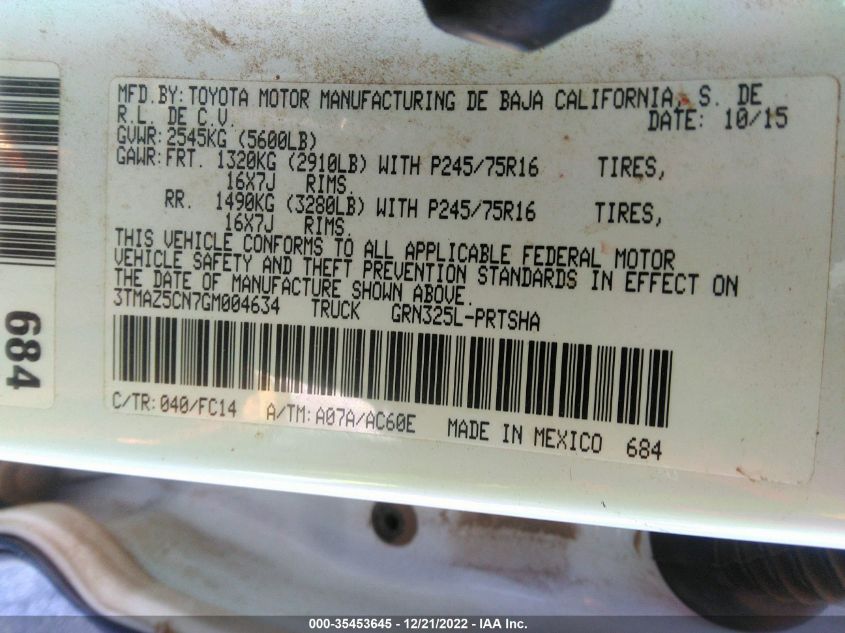 MFD.BY:TOYOTA MOTOR MANUFACTURING DE BAJA CALIFORNIA, S. DE
R.L. DE C.V. DATE: 10/15
GVWR:2545KG (5600LB)
GAWR:FRT. 1320KG (2910LB) WITH P245/75R16 TIRES,
16X7J RIMS.
RR. 1490KG (3280LB) WITH P245/75R16 TIRES,
16X7J RIMS.
THIS VEHICLE CONFORMS TO ALL APPLICABLE FEDERAL MOTOR
VEHICLE SAFETY AND THEFT PREVENTION STANDARDS IN EFFECT ON
THE DATE OF MANUFACTURE SHOWN ABOVE.
3TMAZ5CN7GM004634 TRUCK GRN325L-PRTSHA
C/TR:040/FC14 A/TM:A07A/AC60E MADE IN MEXICO 684
684
000-35453645 - 12/21/2022 - IAA Inc.